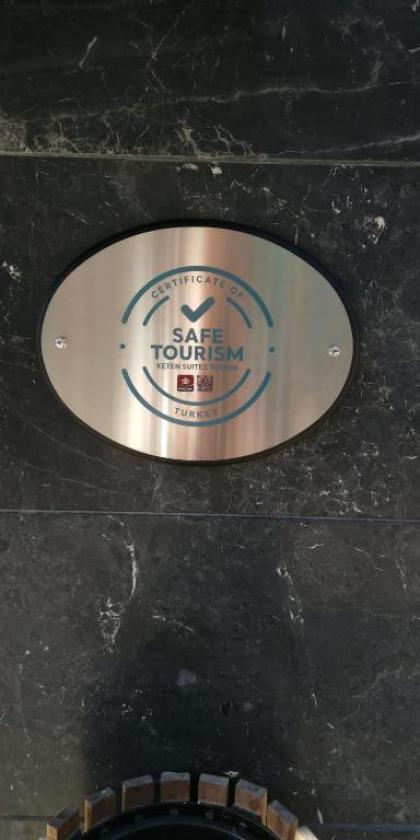 CERTIFICATE OF
SAFE
TOURISM
KETEN SUITES TAKSIM
TURKEY